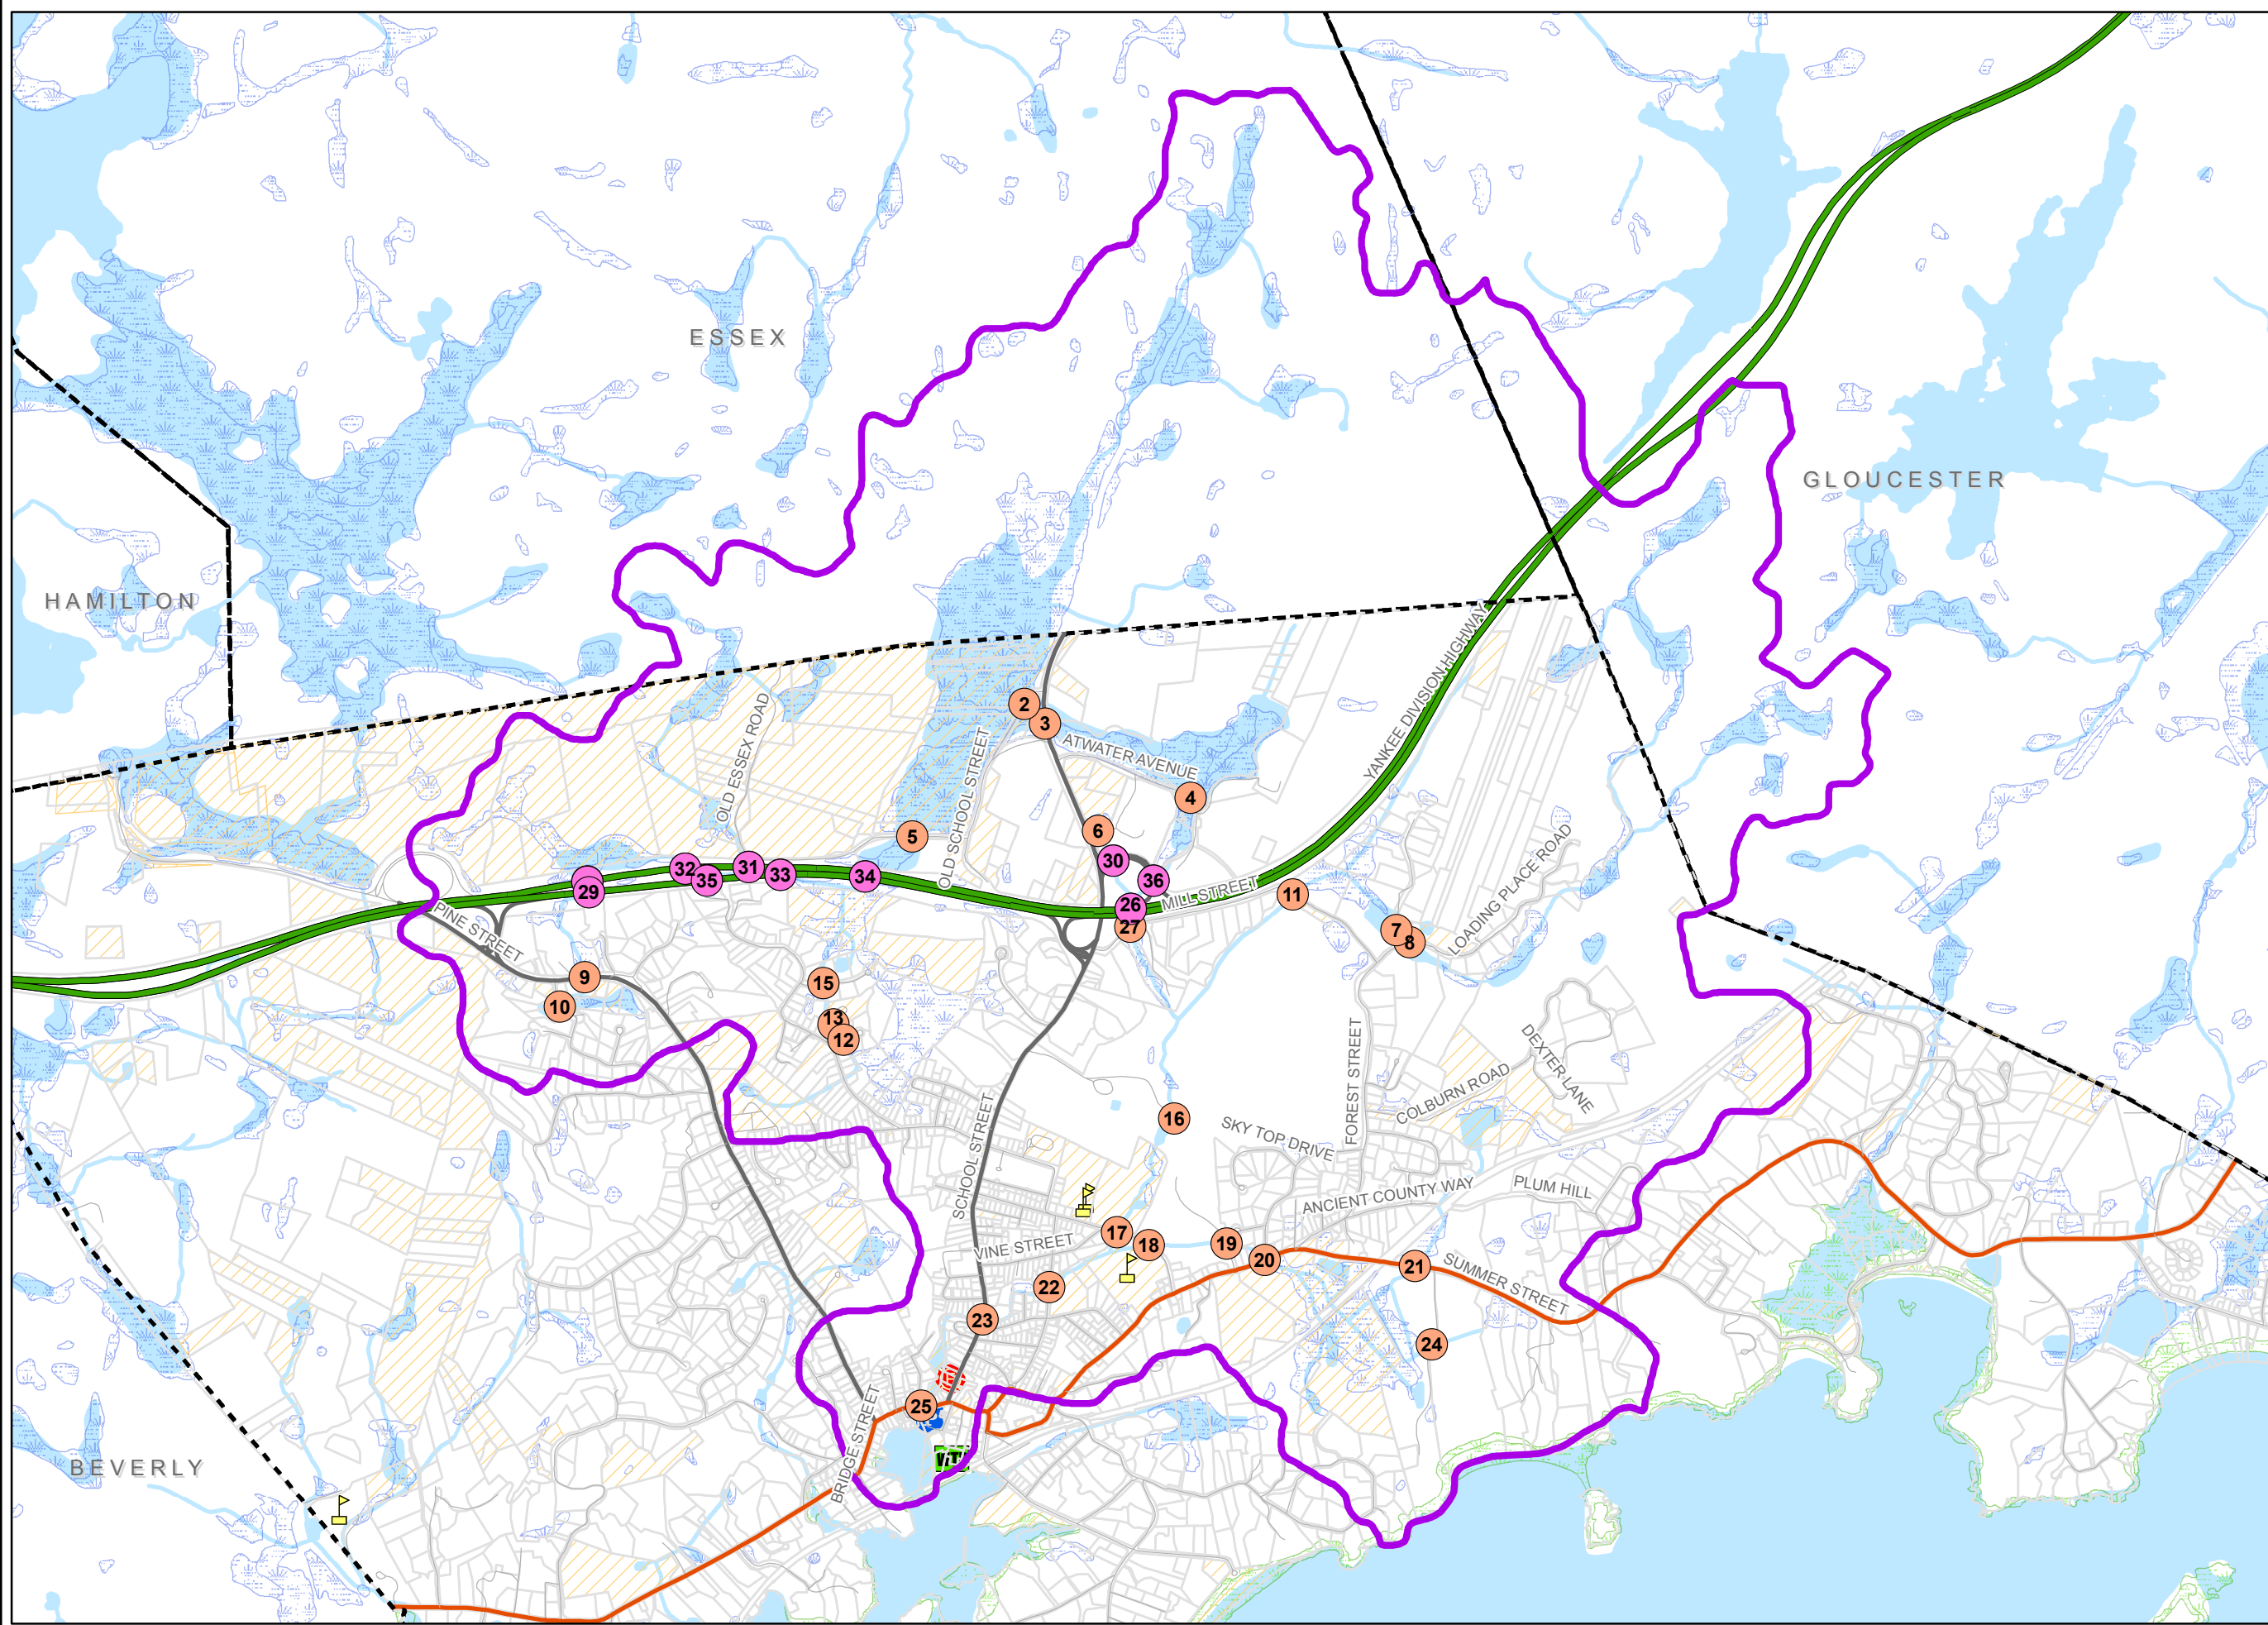 ESSEX
GLOUCESTER
HAMILTON
YANKEE DIVISION HIGHWAY
2
3
OLD ESSEX ROAD
OLD SCHOOL STREET
ATWATER AVENUE
4
5
6
30
32
31
33
34
35
36
29
26
27
MILL STREET
11
LOADING PLACE ROAD
PINE STREET
7
8
9
15
10
13
12
FOREST STREET
DEXTER LANE
COLBURN ROAD
16
SCHOOL STREET
SKY TOP DRIVE
ANCIENT COUNTY WAY
PLUM HILL
17
18
19
20
VINE STREET
21
SUMMER STREET
22
23
24
25
BRIDGE STREET
BEVERLY